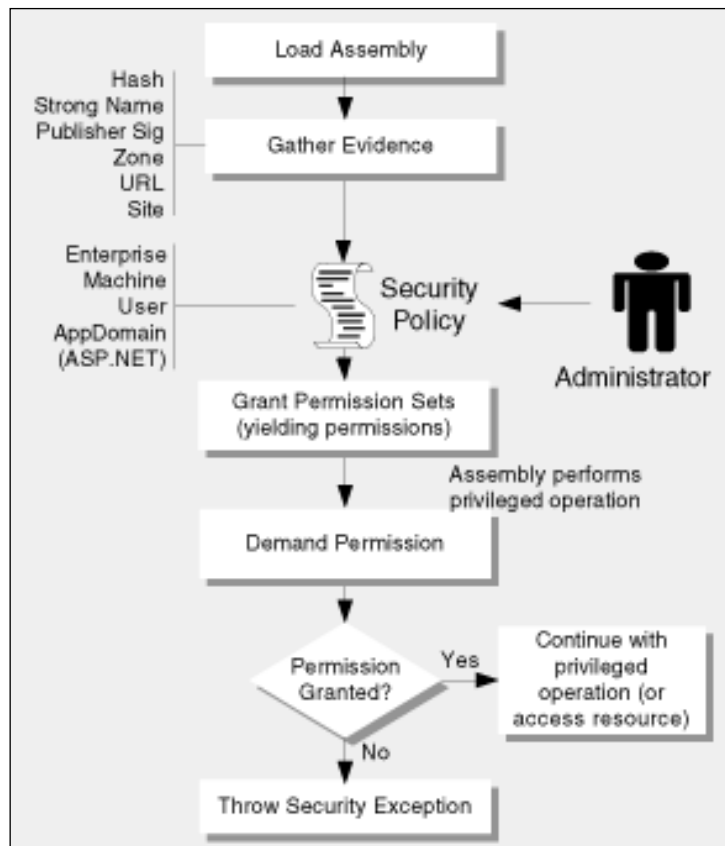 Load Assembly
Hash
Strong Name
Publisher Sig
Zone
URL
Site
Gather Evidence
Enterprise
Machine
User
AppDomain
(ASP.NET)
Security
Policy
Administrator
Grant Permission Sets
(yielding permissions)
Assembly performs
privileged operation
Demand Permission
Permission
Granted?
Yes
Continue with
privileged
operation (or
access resource)
No
Throw Security Exception